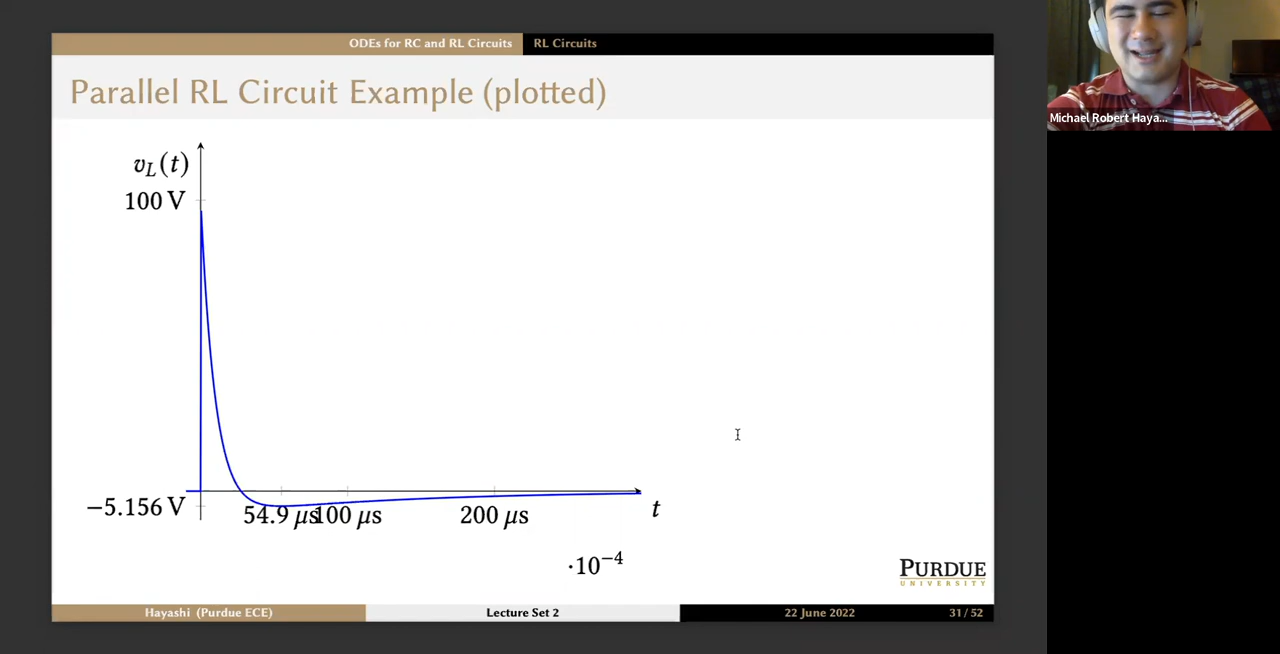 ODEs for RC and RL Circuits RL Circuits
Parallel RL Circuit Example (plotted)
v_L(t)
100 V
−5.156 V
54.9 μs
100 μs
200 μs
t
·10⁻⁴
PURDUE
UNIVERSITY
Hayashi (Purdue ECE) Lecture Set 2 22 June 2022 31 / 52
Michael Robert Haya...